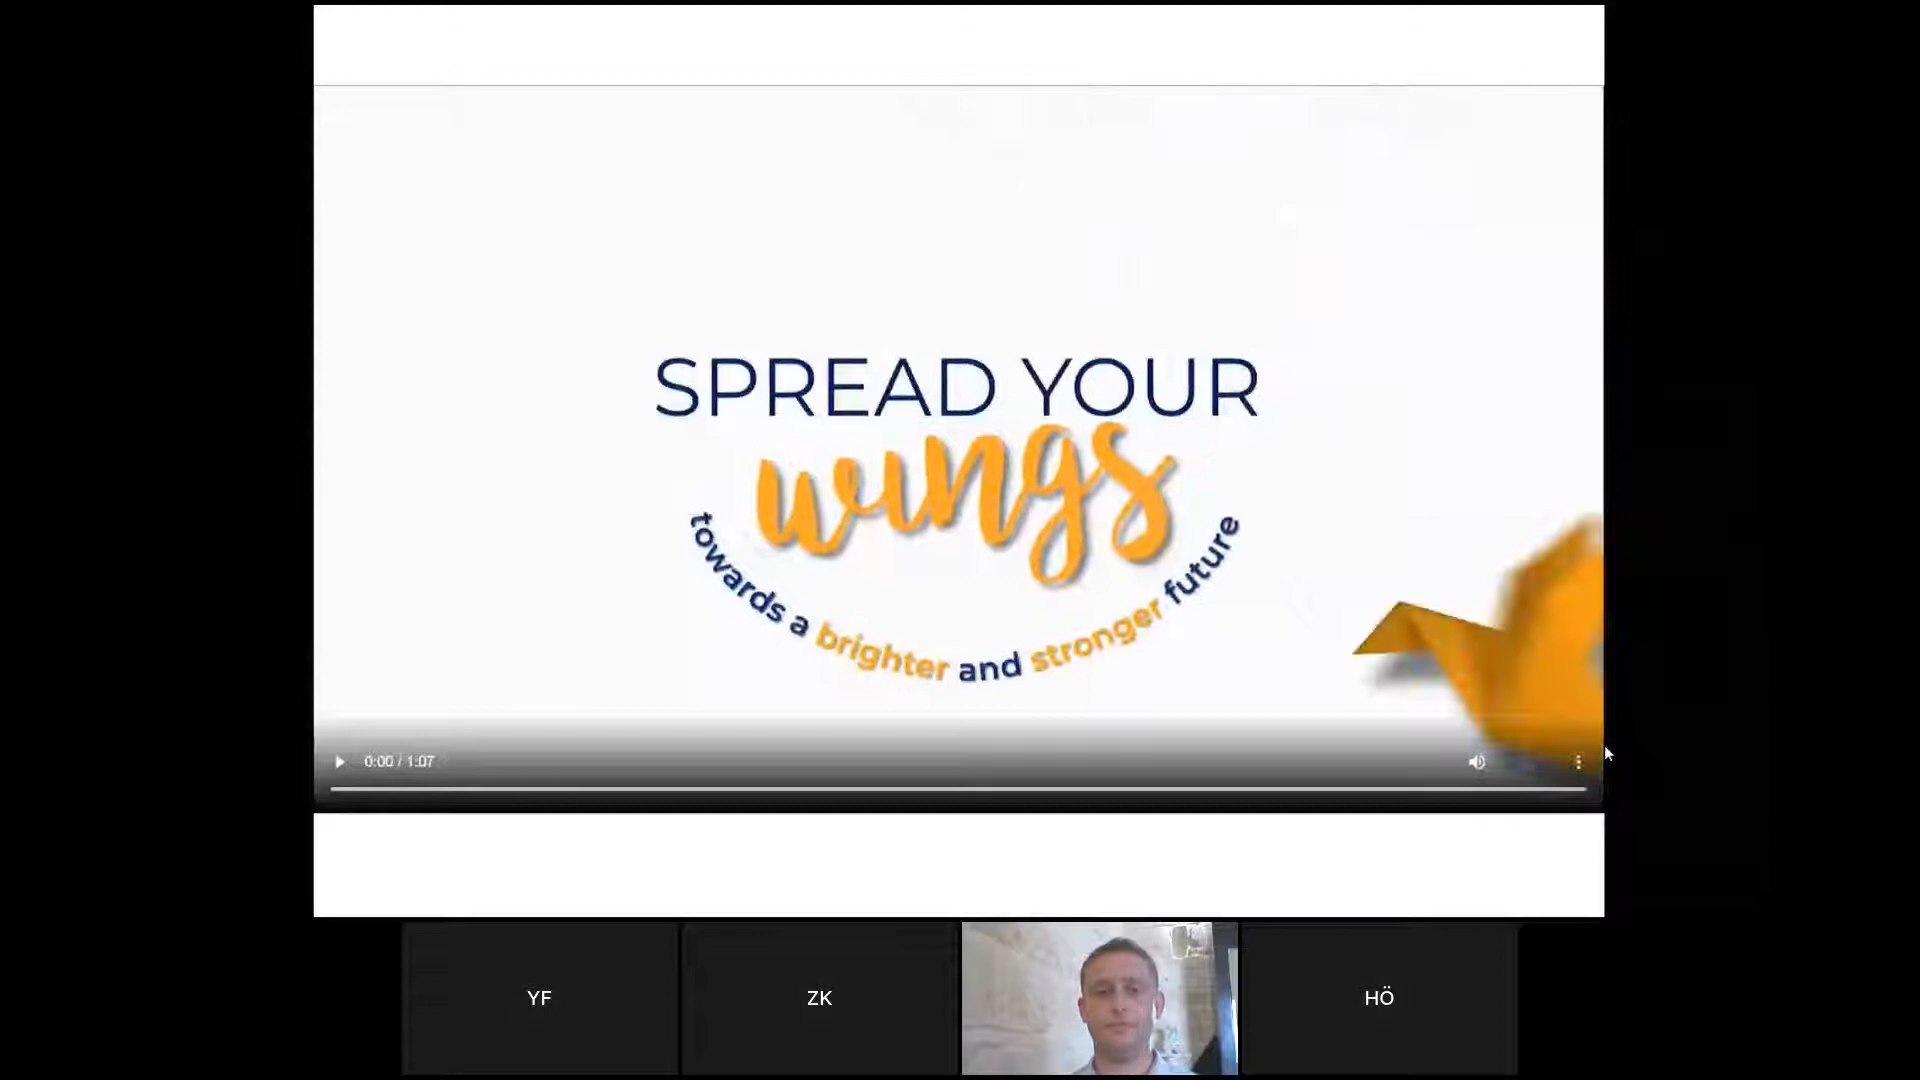 SPREAD YOUR
wings
towards a brighter and stronger future
0:00 / 1:07
YF
ZK
HÖ